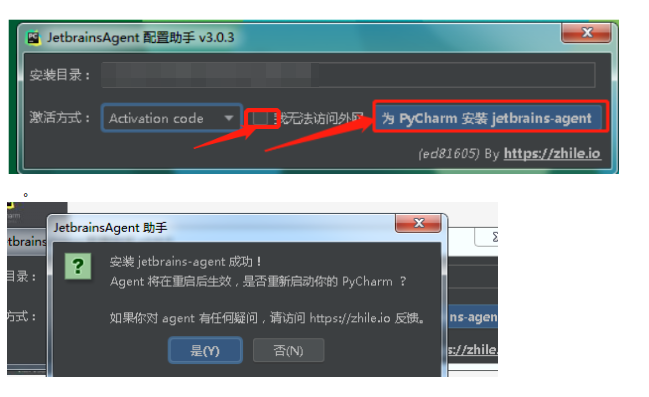 JetbrainsAgent 配置助手 v3.0.3
安装目录：
激活方式： Activation code 我无法访问外网 为 PyCharm 安装 jetbrains-agent
(ed81605) By https://zhile.io
。
JetbrainsAgent 助手
tbrains
目录：
安装 jetbrains-agent 成功！
Agent 将在重启后生效，是否重新启动你的 PyCharm ？
方式：
如果你对 agent 有任何疑问，请访问 https://zhile.io 反馈。
ns-agen
是(Y) 否(N)
s://zhile.